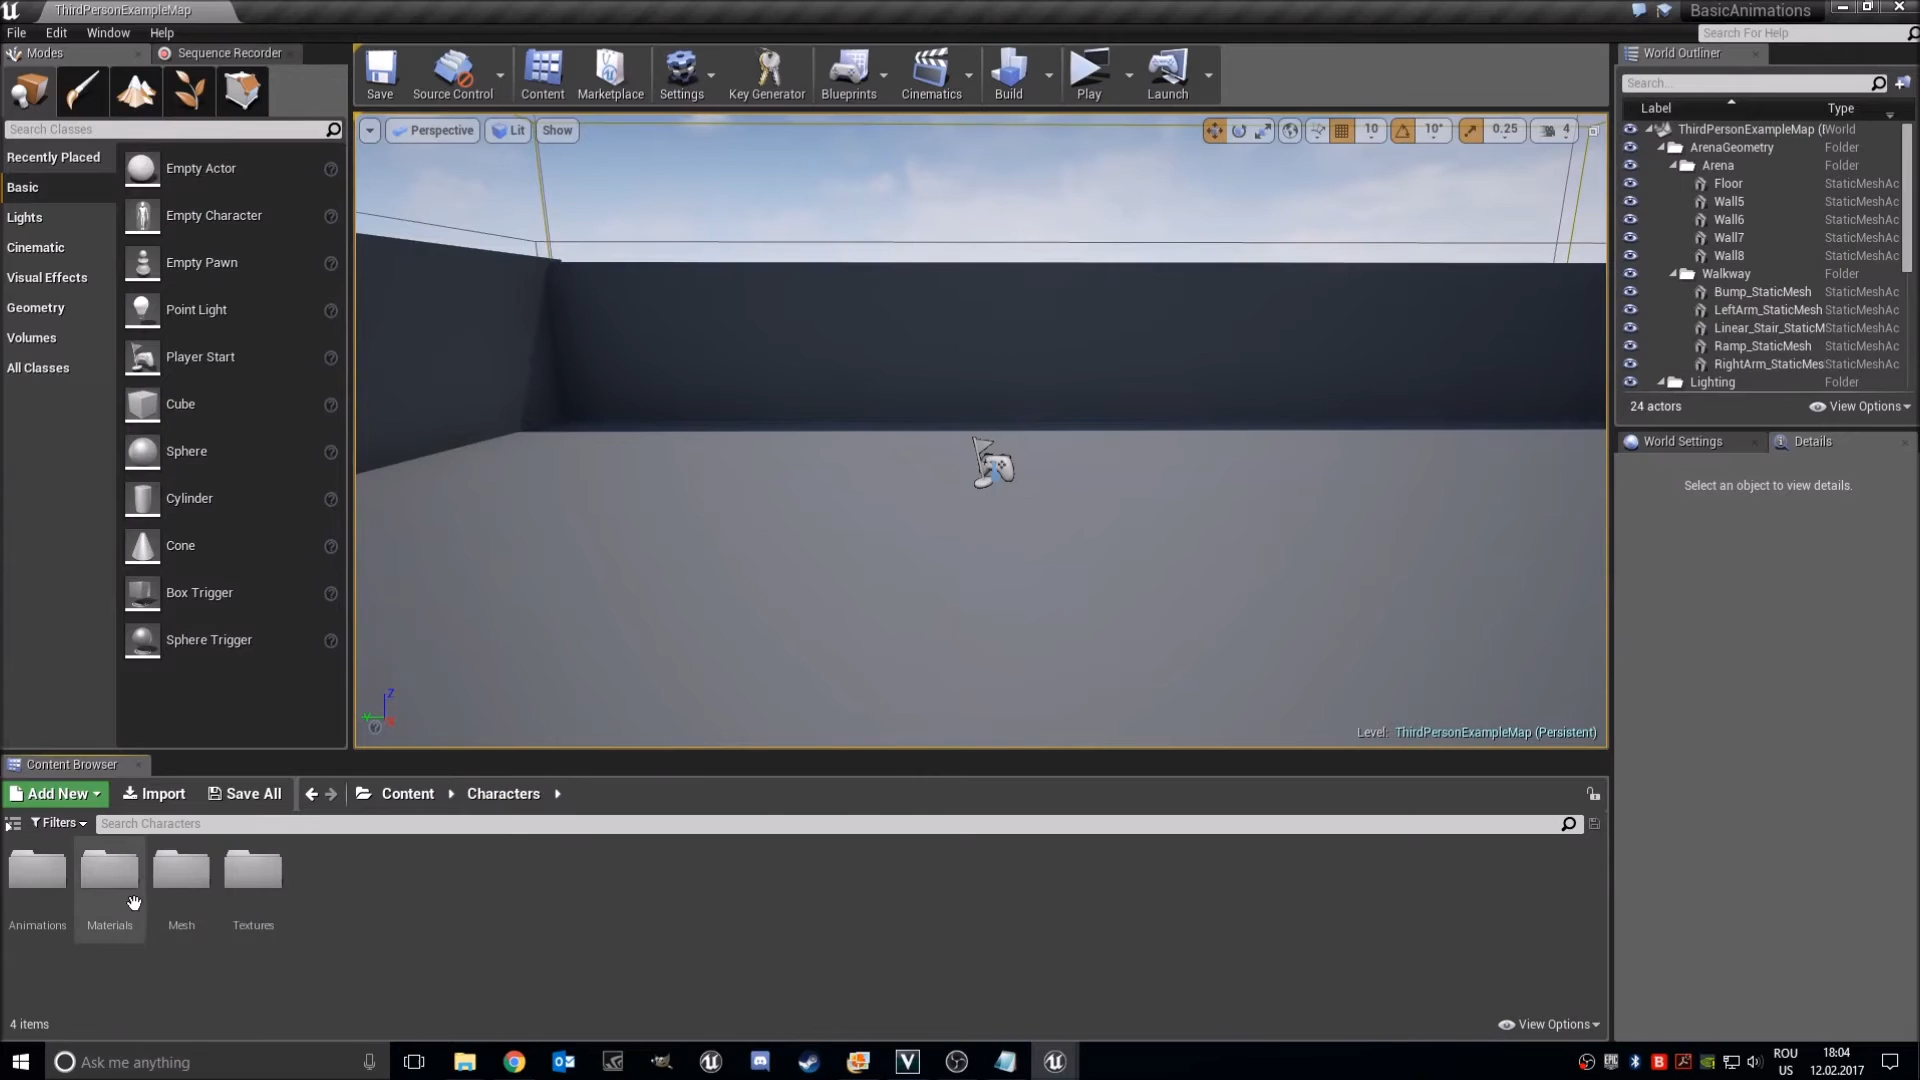 ThirdPersonExampleMap
BasicAnimations
File Edit Window Help
Search For Help
Modes
Sequence Recorder
Save
Source Control
Content
Marketplace
Settings
Key Generator
Blueprints
Cinematics
Build
Play
Launch
World Outliner
Search...
Label Type
Search Classes
Perspective
Lit
Show
10
10°
0.25
4
Recently Placed
Basic
Lights
Cinematic
Visual Effects
Geometry
Volumes
All Classes
Empty Actor
Empty Character
Empty Pawn
Point Light
Player Start
Cube
Sphere
Cylinder
Cone
Box Trigger
Sphere Trigger
ThirdPersonExampleMap (I World
ArenaGeometry Folder
Arena Folder
Floor StaticMeshAc
Wall5 StaticMeshAc
Wall6 StaticMeshAc
Wall7 StaticMeshAc
Wall8 StaticMeshAc
Walkway Folder
Bump_StaticMesh StaticMeshAc
LeftArm_StaticMesh StaticMeshAc
Linear_Stair_StaticM StaticMeshAc
Ramp_StaticMesh StaticMeshAc
RightArm_StaticMes StaticMeshAc
Lighting Folder
24 actors
View Options
World Settings
Details
Select an object to view details.
Z
Level: ThirdPersonExampleMap (Persistent)
Content Browser
Add New
Import
Save All
Content
Characters
Filters
Search Characters
Animations
Materials
Mesh
Textures
4 items
View Options
Ask me anything
ROU
US
18:04
12.02.2017